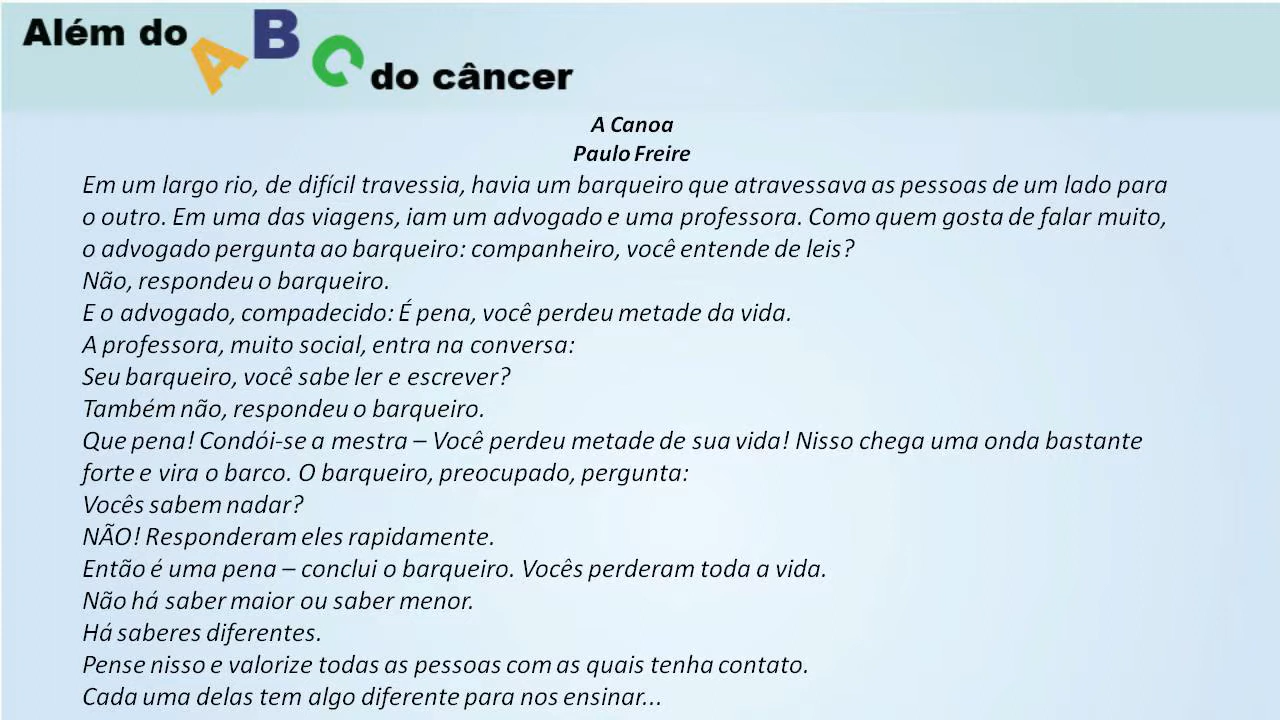 Além do ABC do câncer
A Canoa
Paulo Freire
Em um largo rio, de difícil travessia, havia um barqueiro que atravessava as pessoas de um lado para
o outro. Em uma das viagens, iam um advogado e uma professora. Como quem gosta de falar muito,
o advogado pergunta ao barqueiro: companheiro, você entende de leis?
Não, respondeu o barqueiro.
E o advogado, compadecido: É pena, você perdeu metade da vida.
A professora, muito social, entra na conversa:
Seu barqueiro, você sabe ler e escrever?
Também não, respondeu o barqueiro.
Que pena! Condói-se a mestra – Você perdeu metade de sua vida! Nisso chega uma onda bastante
forte e vira o barco. O barqueiro, preocupado, pergunta:
Vocês sabem nadar?
NÃO! Responderam eles rapidamente.
Então é uma pena – conclui o barqueiro. Vocês perderam toda a vida.
Não há saber maior ou saber menor.
Há saberes diferentes.
Pense nisso e valorize todas as pessoas com as quais tenha contato.
Cada uma delas tem algo diferente para nos ensinar...